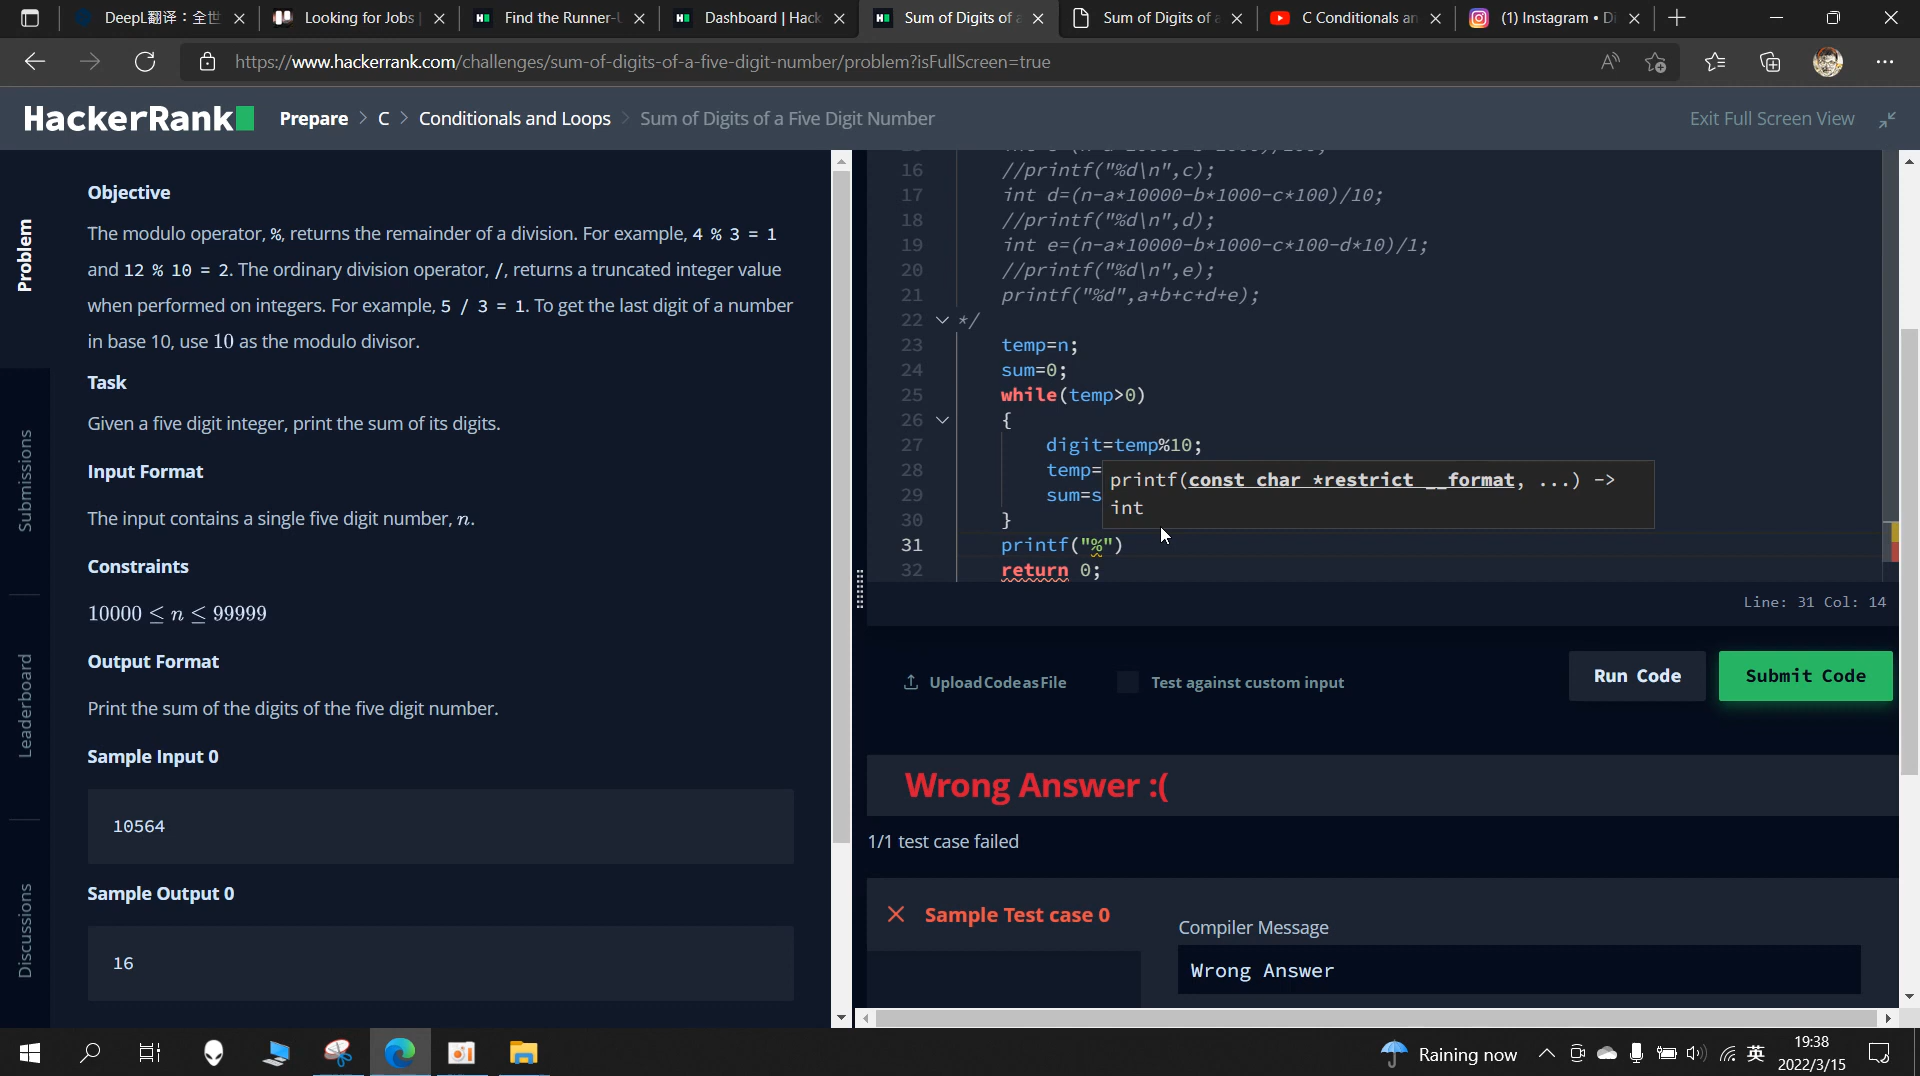 DeepL翻译：全世
Looking for Jobs
Find the Runner-U
Dashboard | Hack
Sum of Digits of a
Sum of Digits of a
C Conditionals an
(1) Instagram • Di
https://www.hackerrank.com/challenges/sum-of-digits-of-a-five-digit-number/problem?isFullScreen=true
HackerRank
Prepare > C > Conditionals and Loops > Sum of Digits of a Five Digit Number
Exit Full Screen View
Problem
Submissions
Leaderboard
Discussions
Objective
The modulo operator, %, returns the remainder of a division. For example, 4 % 3 = 1
and 12 % 10 = 2. The ordinary division operator, /, returns a truncated integer value
when performed on integers. For example, 5 / 3 = 1. To get the last digit of a number
in base 10, use 10 as the modulo divisor.
Task
Given a five digit integer, print the sum of its digits.
Input Format
The input contains a single five digit number, n.
Constraints
10000 ≤ n ≤ 99999
Output Format
Print the sum of the digits of the five digit number.
Sample Input 0
10564
Sample Output 0
16
16 //printf("%d\n",c);
17 int d=(n-a*10000-b*1000-c*100)/10;
18 //printf("%d\n",d);
19 int e=(n-a*10000-b*1000-c*100-d*10)/1;
20 //printf("%d\n",e);
21 printf("%d",a+b+c+d+e);
22 */
23 temp=n;
24 sum=0;
25 while(temp>0)
26 {
27 digit=temp%10;
28 temp=
29 sum=s
30 }
31 printf("%")
32 return 0;
printf(const char *restrict __format, ...) ->
int
Line: 31 Col: 14
Upload Code as File
Test against custom input
Run Code
Submit Code
Wrong Answer :(
1/1 test case failed
Sample Test case 0
Compiler Message
Wrong Answer
Raining now
英
19:38
2022/3/15